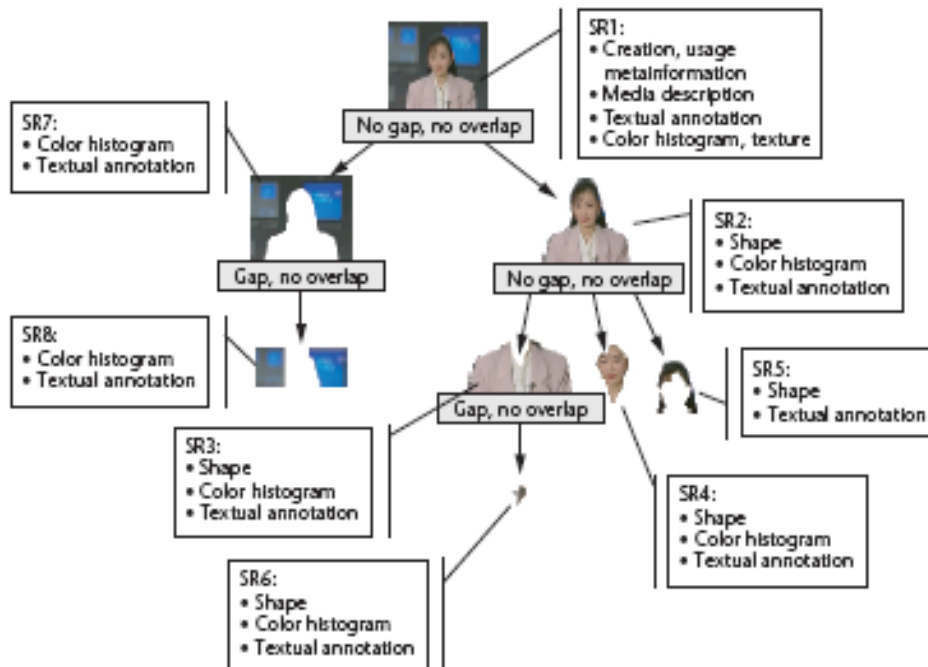 SR1:
• Creation, usage
metainformation
• Media description
• Textual annotation
• Color histogram, texture
No gap, no overlap
SR7:
• Color histogram
• Textual annotation
SR2:
• Shape
• Color histogram
• Textual annotation
Gap, no overlap
No gap, no overlap
SR8:
• Color histogram
• Textual annotation
SR5:
• Shape
• Textual annotation
Gap, no overlap
SR3:
• Shape
• Color histogram
• Textual annotation
SR4:
• Shape
• Color histogram
• Textual annotation
SR6:
• Shape
• Color histogram
• Textual annotation